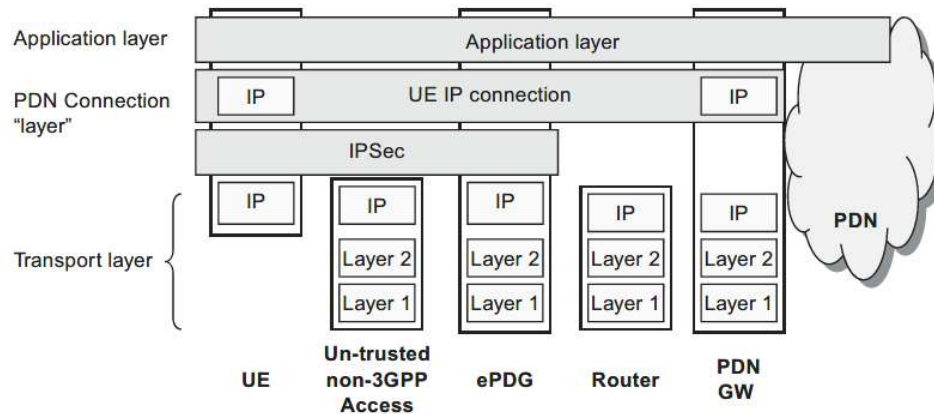 Application layer
Application layer
PDN Connection
"layer"
IP
UE IP connection
IP
IPSec
Transport layer
IP
IP
IP
IP
IP
Layer 2
Layer 2
Layer 2
Layer 2
Layer 1
Layer 1
Layer 1
Layer 1
PDN
UE
Un-trusted
non-3GPP
Access
ePDG
Router
PDN
GW